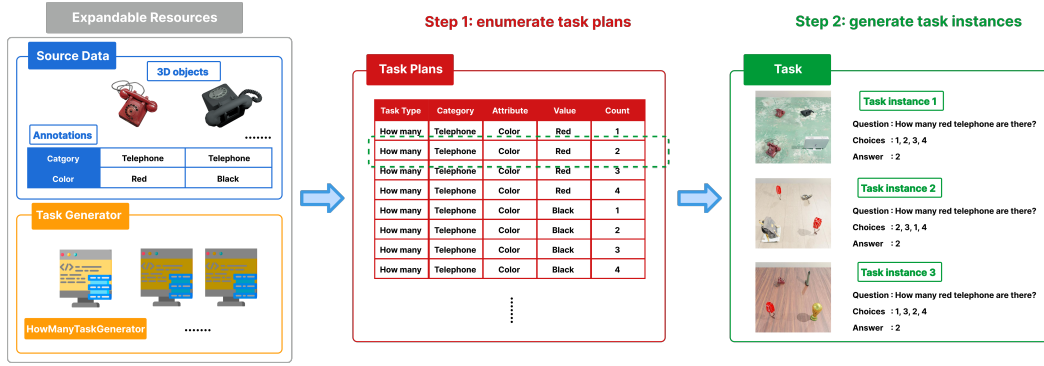 Expandable Resources
Source Data
3D objects
.......
Annotations
Catgory Telephone Telephone
Color Red Black
Task Generator
</>
HowManyTaskGenerator
.......
Step 1: enumerate task plans
Task Plans
Task Type Category Attribute Value Count
How many Telephone Color Red 1
How many Telephone Color Red 2
How many Telephone Color Red 3
How many Telephone Color Red 4
How many Telephone Color Black 1
How many Telephone Color Black 2
How many Telephone Color Black 3
How many Telephone Color Black 4
Step 2: generate task instances
Task
Task instance 1
Question : How many red telephone are there?
Choices : 1, 2, 3, 4
Answer : 2
Task instance 2
Question : How many red telephone are there?
Choices : 2, 3, 1, 4
Answer : 2
Task instance 3
Question : How many red telephone are there?
Choices : 1, 3, 2, 4
Answer : 2